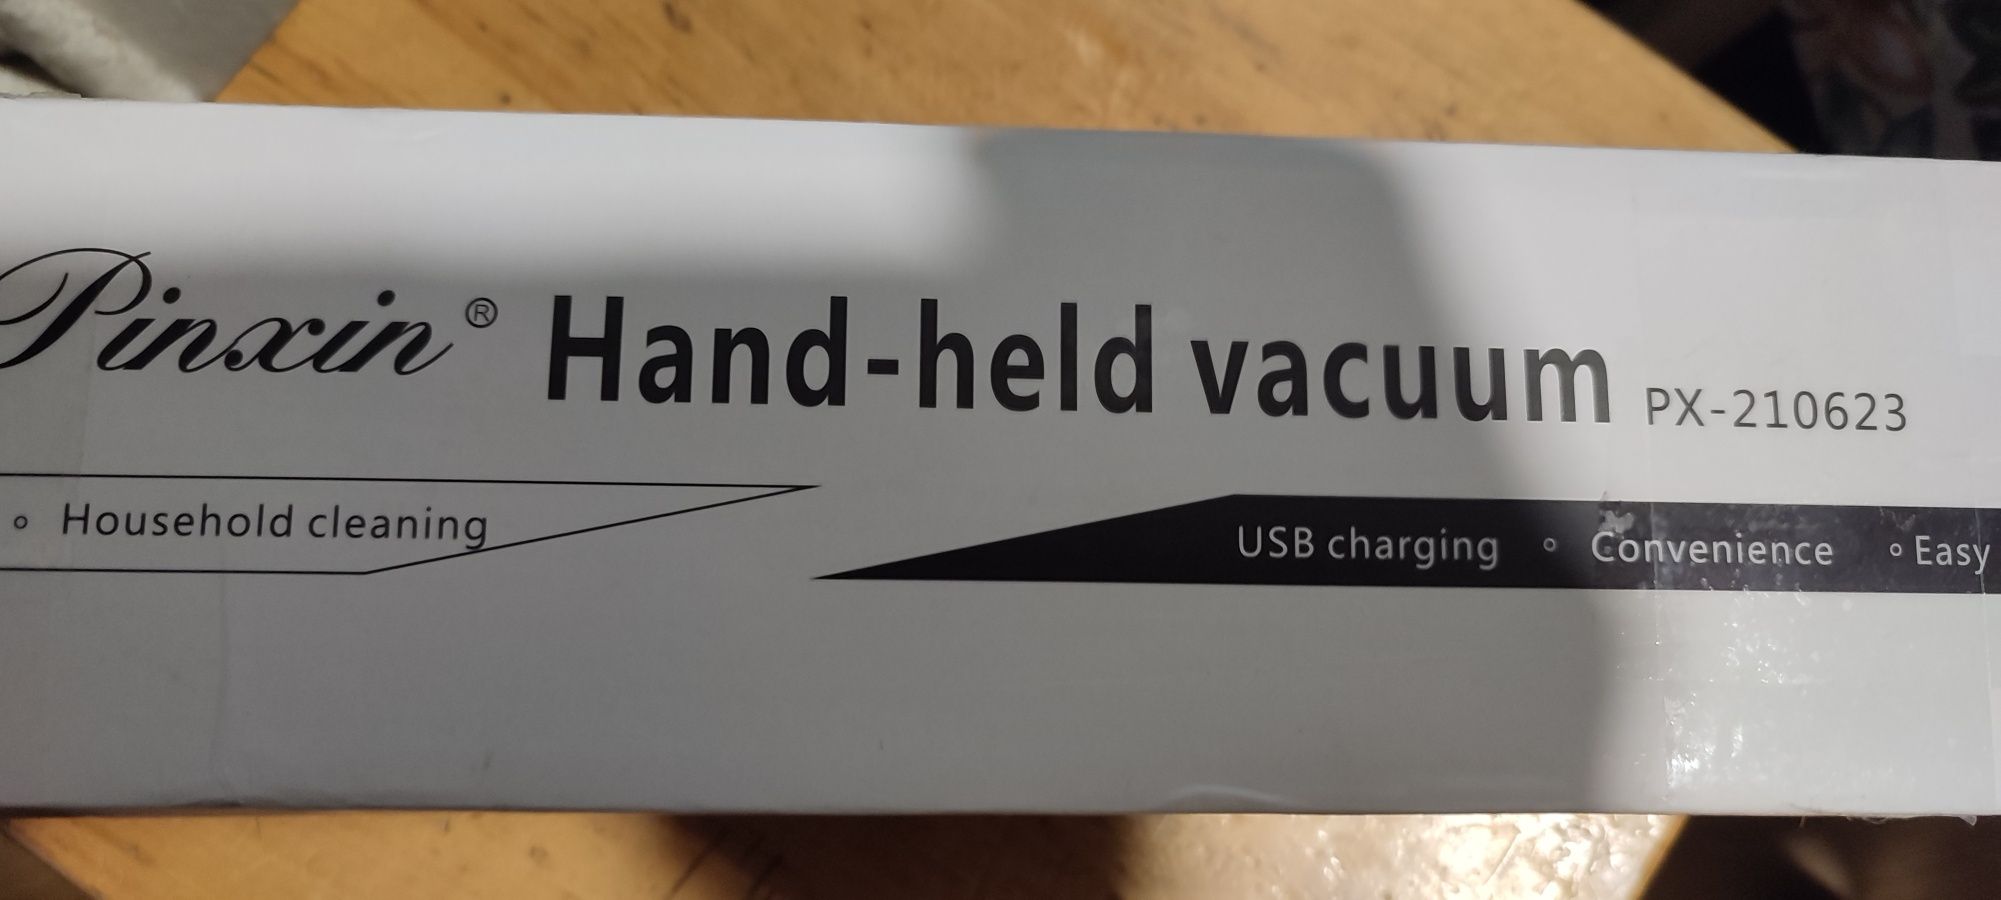 Pinxin® Hand-held vacuum PX-210623
∘ Household cleaning
USB charging ∘ Convenience ∘ Easy